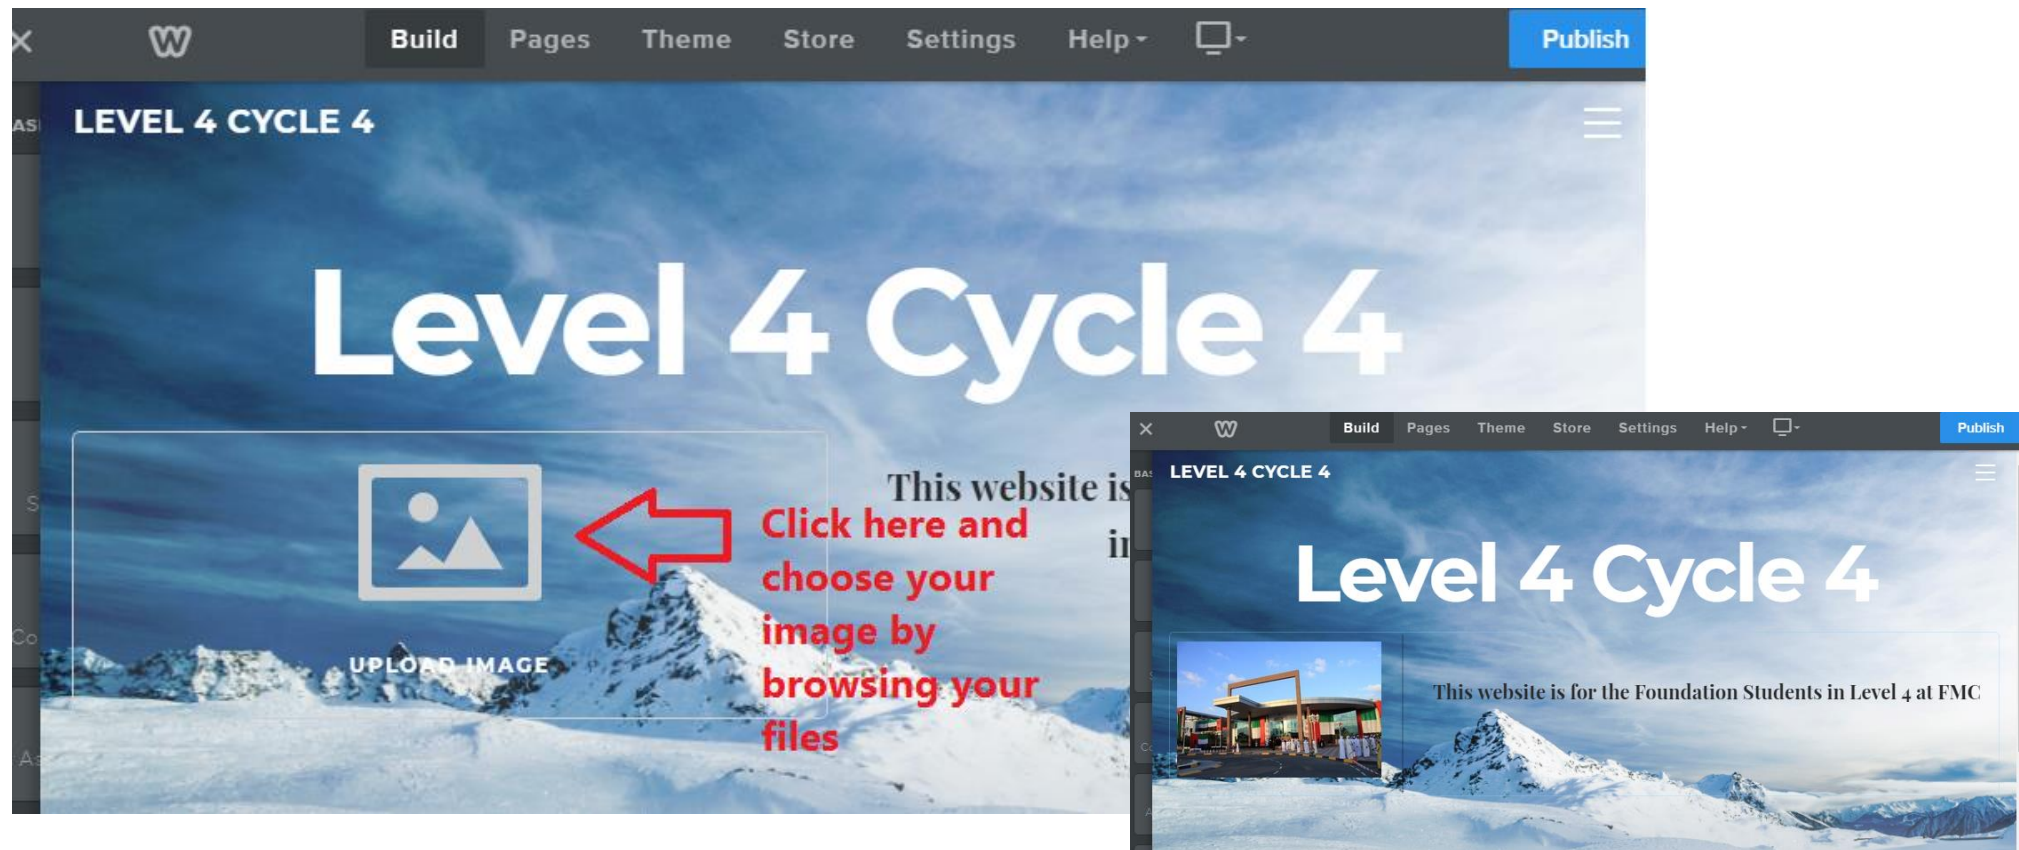 Build Pages Theme Store Settings Help Publish
LEVEL 4 CYCLE 4
Level 4 Cycle 4
This website is
Click here and
choose your
image by
browsing your
files
UPLOAD IMAGE
Build Pages Theme Store Settings Help Publish
LEVEL 4 CYCLE 4
Level 4 Cycle 4
This website is for the Foundation Students in Level 4 at FMC